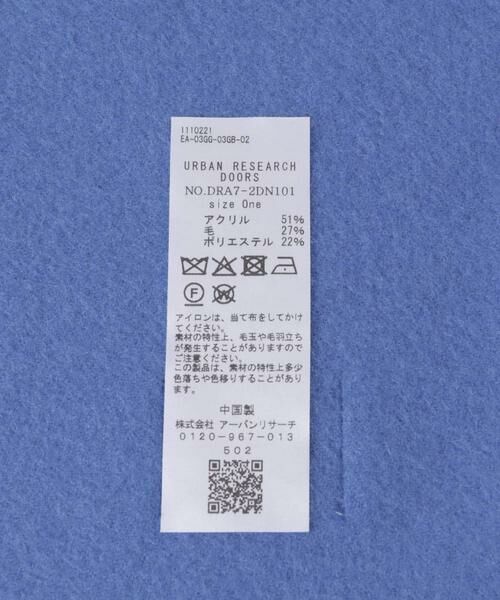 1110221
EA-03GG-03GB-02
URBAN RESEARCH
DOORS
NO.DRA7-2DN101
size One
アクリル 51%
毛 27%
ポリエステル 22%
F
W
アイロンは、当て布をしてかけ
てください。
素材の特性上、毛玉や毛羽立ち
が発生することがありますので
ご注意ください。
この製品は、素材の特性上多少
色落ちや色移りすることがあり
ます。
中国製
株式会社 アーバンリサーチ
0120-967-013
502